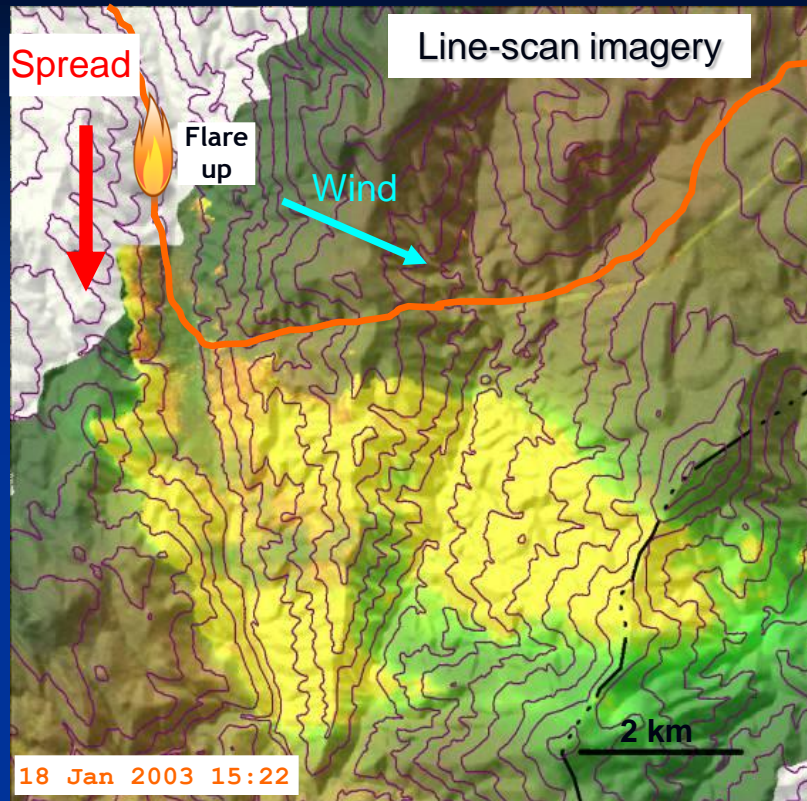 Line-scan imagery
Spread
Flare
up
Wind
2 km
18 Jan 2003 15:22